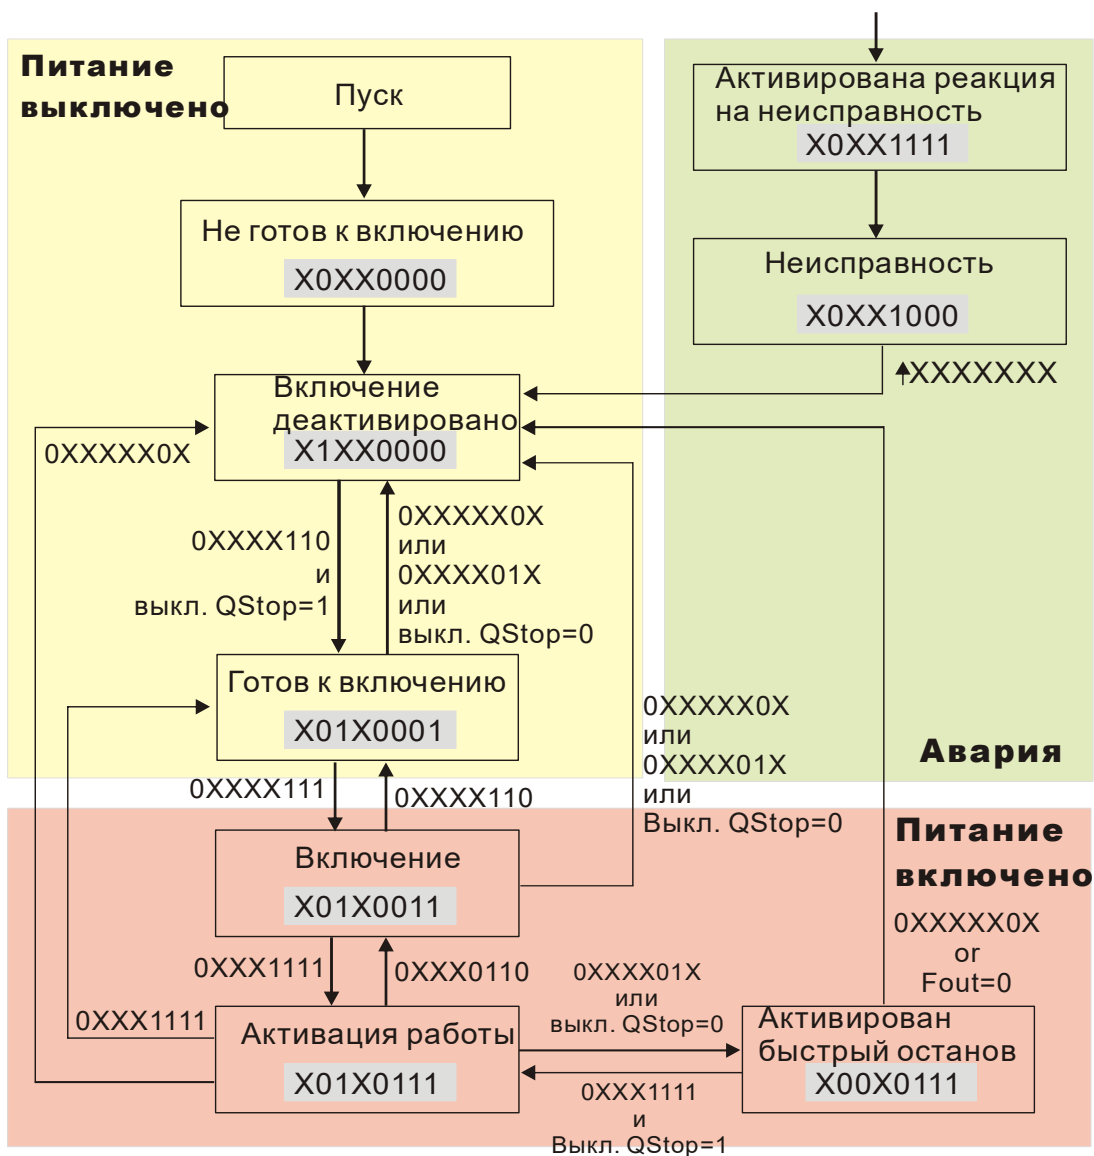 Питание
выключено
Пуск
Не готов к включению
X0XX0000
Включение
деактивировано
X1XX0000
0XXXXX0X
0XXXX110
и
выкл. QStop=1
0XXXXX0X
или
0XXXX01X
или
выкл. QStop=0
Готов к включению
X01X0001
Активирована реакция
на неисправность
X0XX1111
Неисправность
X0XX1000
XXXXXXX
Авария
0XXXXX0X
или
0XXXX01X
или
Выкл. QStop=0
0XXXX111
0XXXX110
Питание
включено
Включение
X01X0011
0XXX1111
0XXX0110
0XXXX01X
или
выкл. QStop=0
0XXXXX0X
or
Fout=0
0XXX1111
Активация работы
X01X0111
Активирован
быстрый останов
X00X0111
0XXX1111
и
Выкл. QStop=1